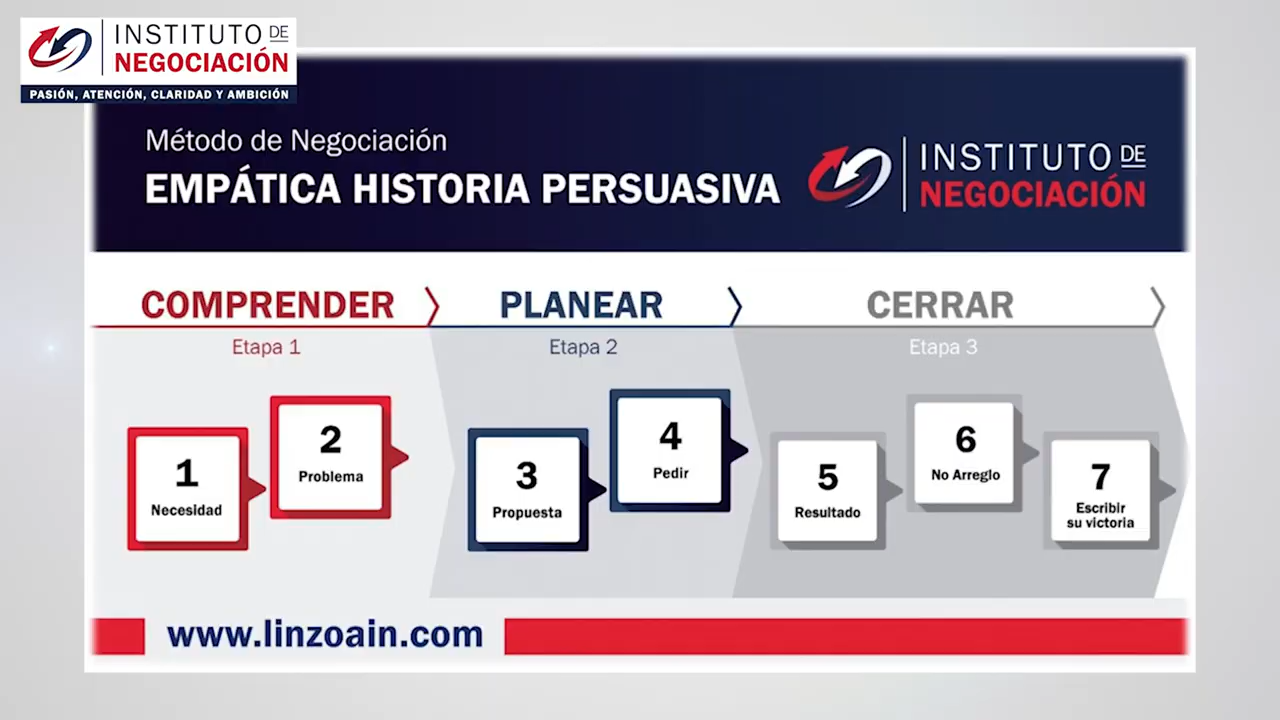 INSTITUTO DE
NEGOCIACIÓN
PASIÓN, ATENCIÓN, CLARIDAD Y AMBICIÓN
Método de Negociación
EMPÁTICA HISTORIA PERSUASIVA
INSTITUTO DE
NEGOCIACIÓN
COMPRENDER
PLANEAR
CERRAR
Etapa 1
Etapa 2
Etapa 3
1
Necesidad
2
Problema
3
Propuesta
4
Pedir
5
Resultado
6
No Arreglo
7
Escribir
su victoria
www.linzoain.com